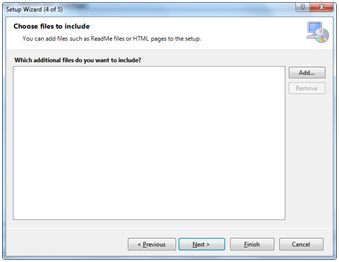 Setup Wizard (4 of 5)
Choose files to include
You can add files such as ReadMe files or HTML pages to the setup.
Which additional files do you want to include?
Add...
Remove
< Previous
Next >
Finish
Cancel